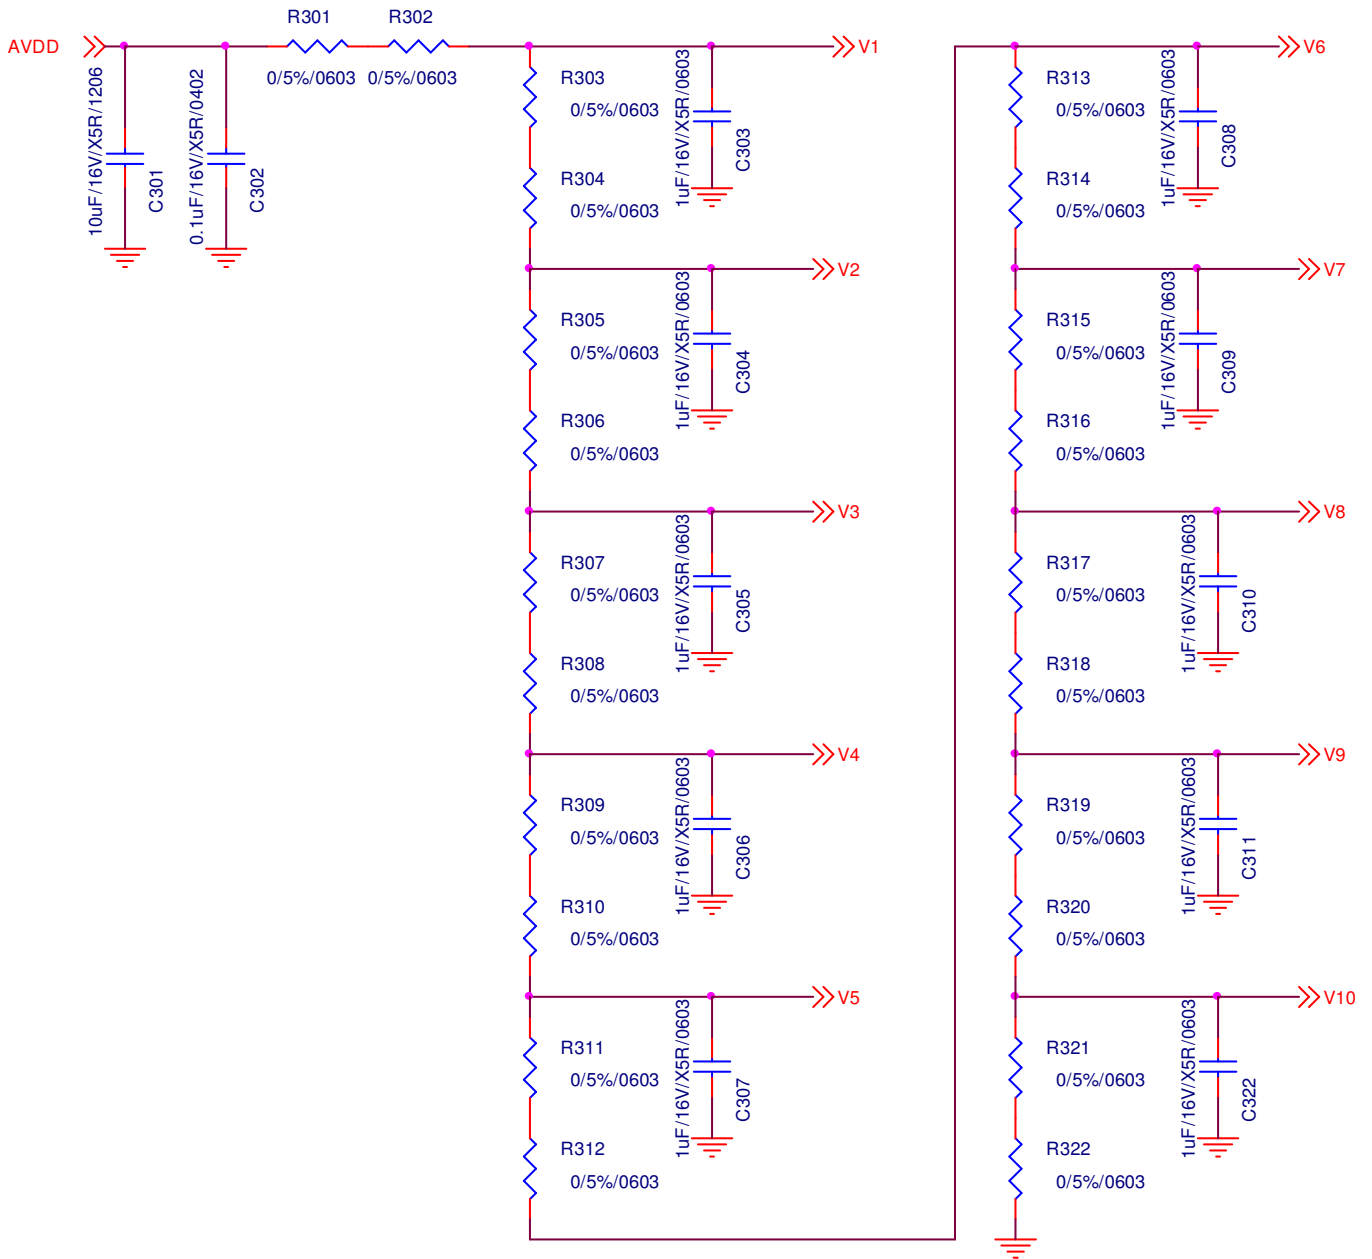 AVDD
R301
R302
0/5%/0603
0/5%/0603
10uF/16V/X5R/1206
C301
0.1uF/16V/X5R/0402
C302
R303
0/5%/0603
R304
0/5%/0603
1uF/16V/X5R/0603
C303
V1
R305
0/5%/0603
R306
0/5%/0603
1uF/16V/X5R/0603
C304
V2
R307
0/5%/0603
R308
0/5%/0603
1uF/16V/X5R/0603
C305
V3
R309
0/5%/0603
R310
0/5%/0603
1uF/16V/X5R/0603
C306
V4
R311
0/5%/0603
R312
0/5%/0603
1uF/16V/X5R/0603
C307
V5
R313
0/5%/0603
R314
0/5%/0603
1uF/16V/X5R/0603
C308
V6
R315
0/5%/0603
R316
0/5%/0603
1uF/16V/X5R/0603
C309
V7
R317
0/5%/0603
R318
0/5%/0603
1uF/16V/X5R/0603
C310
V8
R319
0/5%/0603
R320
0/5%/0603
1uF/16V/X5R/0603
C311
V9
R321
0/5%/0603
R322
0/5%/0603
1uF/16V/X5R/0603
C322
V10